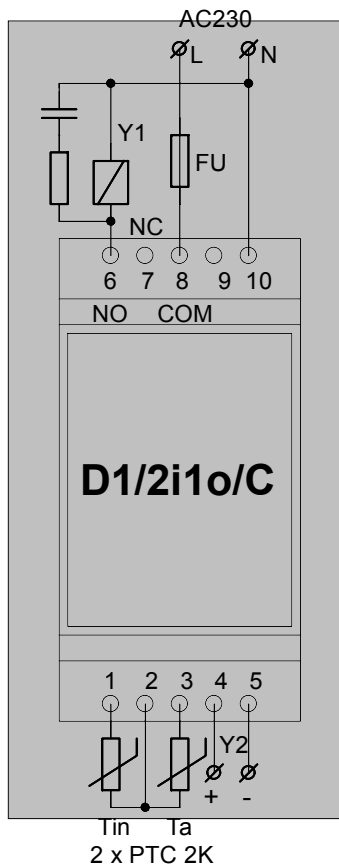 AC230
L N
Y1
FU
NC
6 7 8 9 10
NO COM
D1/2i1o/C
1 2 3 4 5
Y2
+ -
Tin Ta
2 x PTC 2K